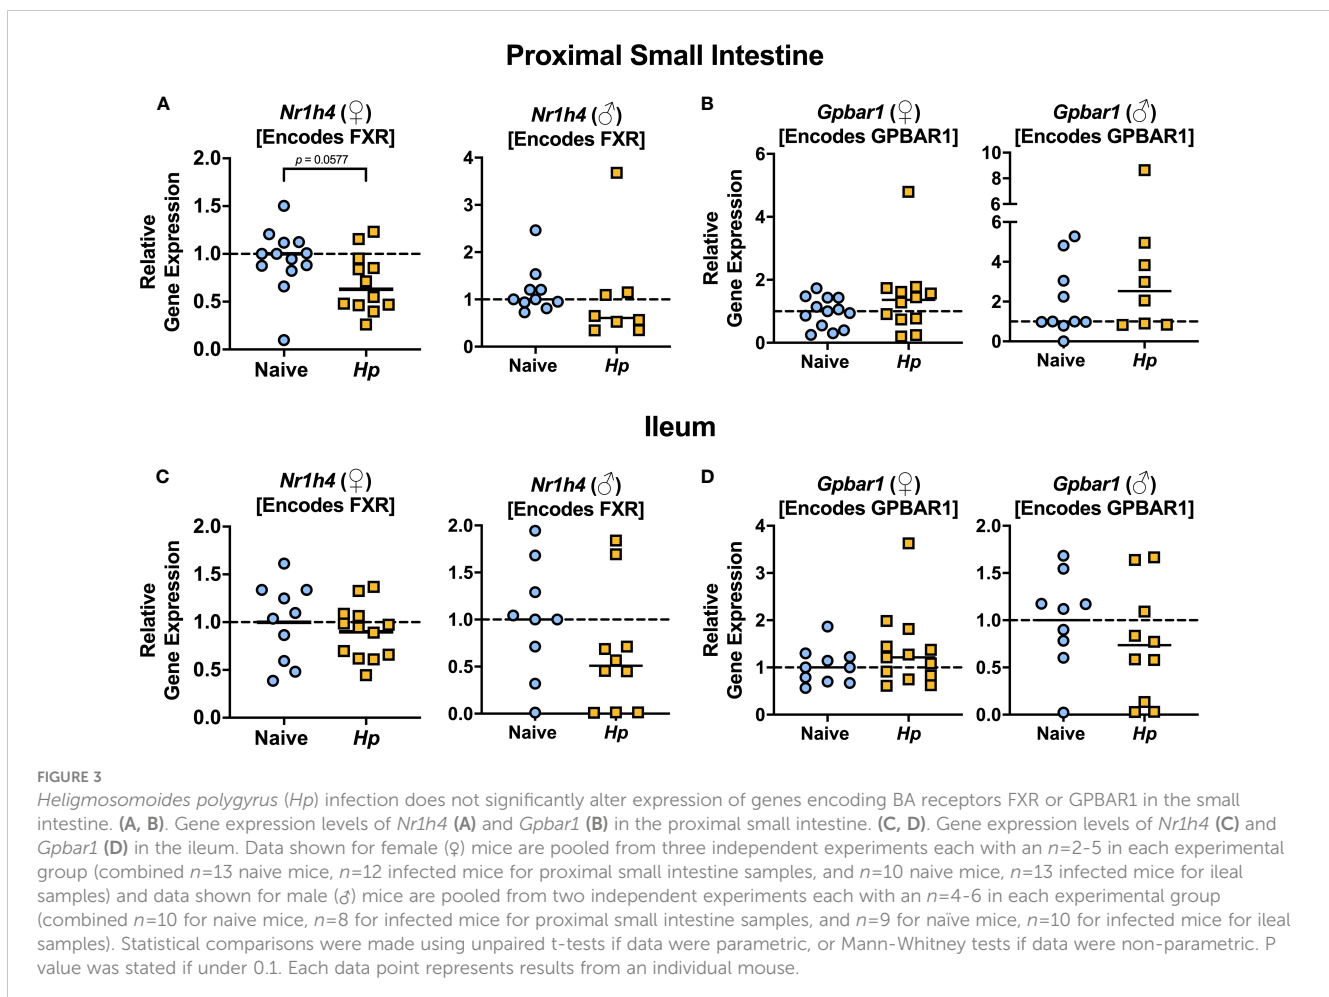 Proximal Small Intestine
A
Nr1h4 (♀)
[Encodes FXR]
p = 0.0577
Relative
Gene Expression
2.0
1.5
1.0
0.5
0.0
Naive
Hp
Nr1h4 (♂)
[Encodes FXR]
4
3
2
1
0
Naive
Hp
B
Gpbar1 (♀)
[Encodes GPBAR1]
Relative
Gene Expression
6
4
2
0
Naive
Hp
Gpbar1 (♂)
[Encodes GPBAR1]
10
8
6
6
4
2
0
Naive
Hp
Ileum
C
Nr1h4 (♀)
[Encodes FXR]
Relative
Gene Expression
2.0
1.5
1.0
0.5
0.0
Naive
Hp
Nr1h4 (♂)
[Encodes FXR]
2.0
1.5
1.0
0.5
0.0
Naive
Hp
D
Gpbar1 (♀)
[Encodes GPBAR1]
Relative
Gene Expression
4
3
2
1
0
Naive
Hp
Gpbar1 (♂)
[Encodes GPBAR1]
2.0
1.5
1.0
0.5
0.0
Naive
Hp
FIGURE 3
Heligmosomoides polygyrus (Hp) infection does not significantly alter expression of genes encoding BA receptors FXR or GPBAR1 in the small
intestine. (A, B). Gene expression levels of Nr1h4 (A) and Gpbar1 (B) in the proximal small intestine. (C, D). Gene expression levels of Nr1h4 (C) and
Gpbar1 (D) in the ileum. Data shown for female (♀) mice are pooled from three independent experiments each with an n=2-5 in each experimental
group (combined n=13 naive mice, n=12 infected mice for proximal small intestine samples, and n=10 naive mice, n=13 infected mice for ileal
samples) and data shown for male (♂) mice are pooled from two independent experiments each with an n=4-6 in each experimental group
(combined n=10 for naive mice, n=8 for infected mice for proximal small intestine samples, and n=9 for naïve mice, n=10 for infected mice for ileal
samples). Statistical comparisons were made using unpaired t-tests if data were parametric, or Mann-Whitney tests if data were non-parametric. P
value was stated if under 0.1. Each data point represents results from an individual mouse.